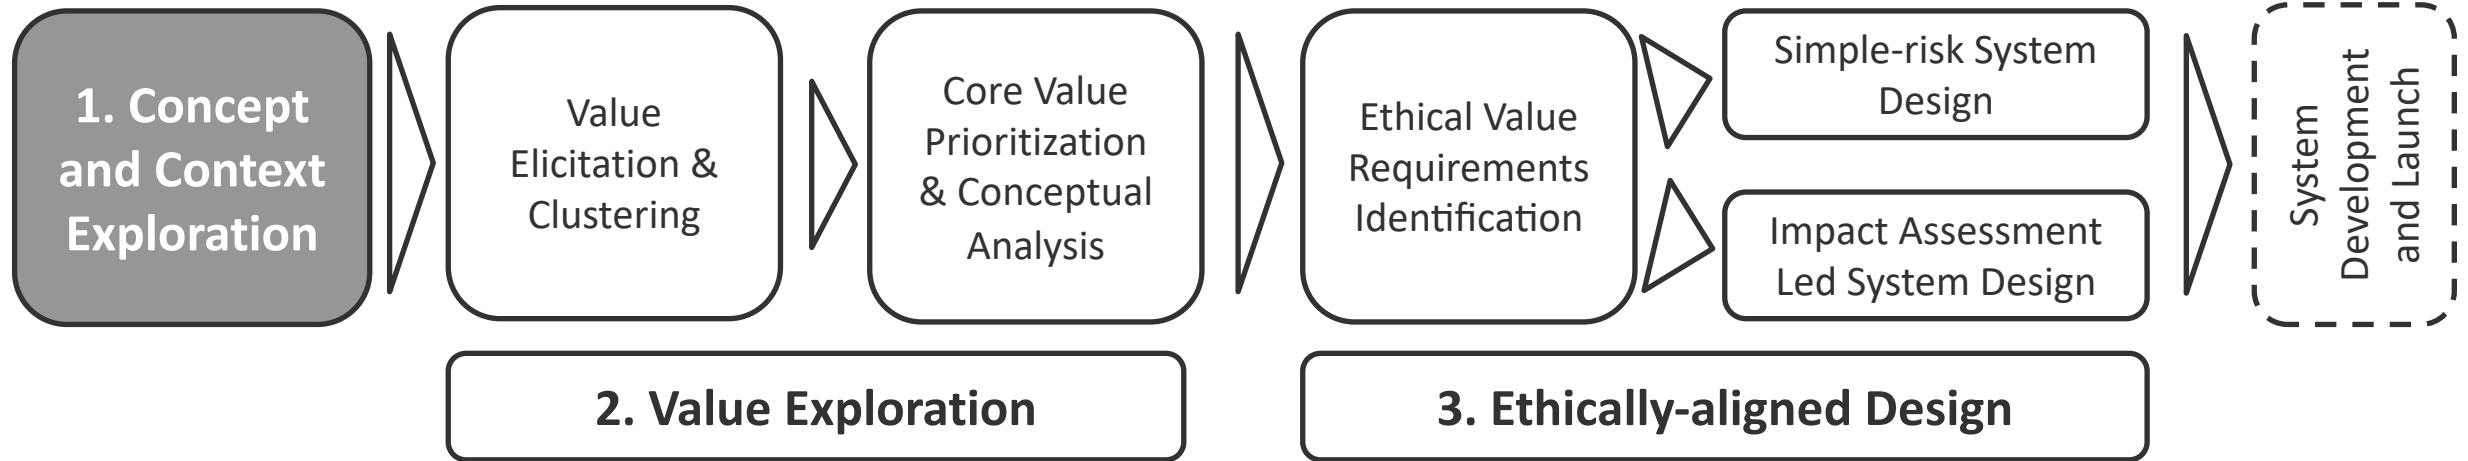 1. Concept
and Context
Exploration
Value
Elicitation &
Clustering
Core Value
Prioritization
& Conceptual
Analysis
Ethical Value
Requirements
Identification
Simple-risk System
Design
Impact Assessment
Led System Design
System
Development
and Launch
2. Value Exploration
3. Ethically-aligned Design